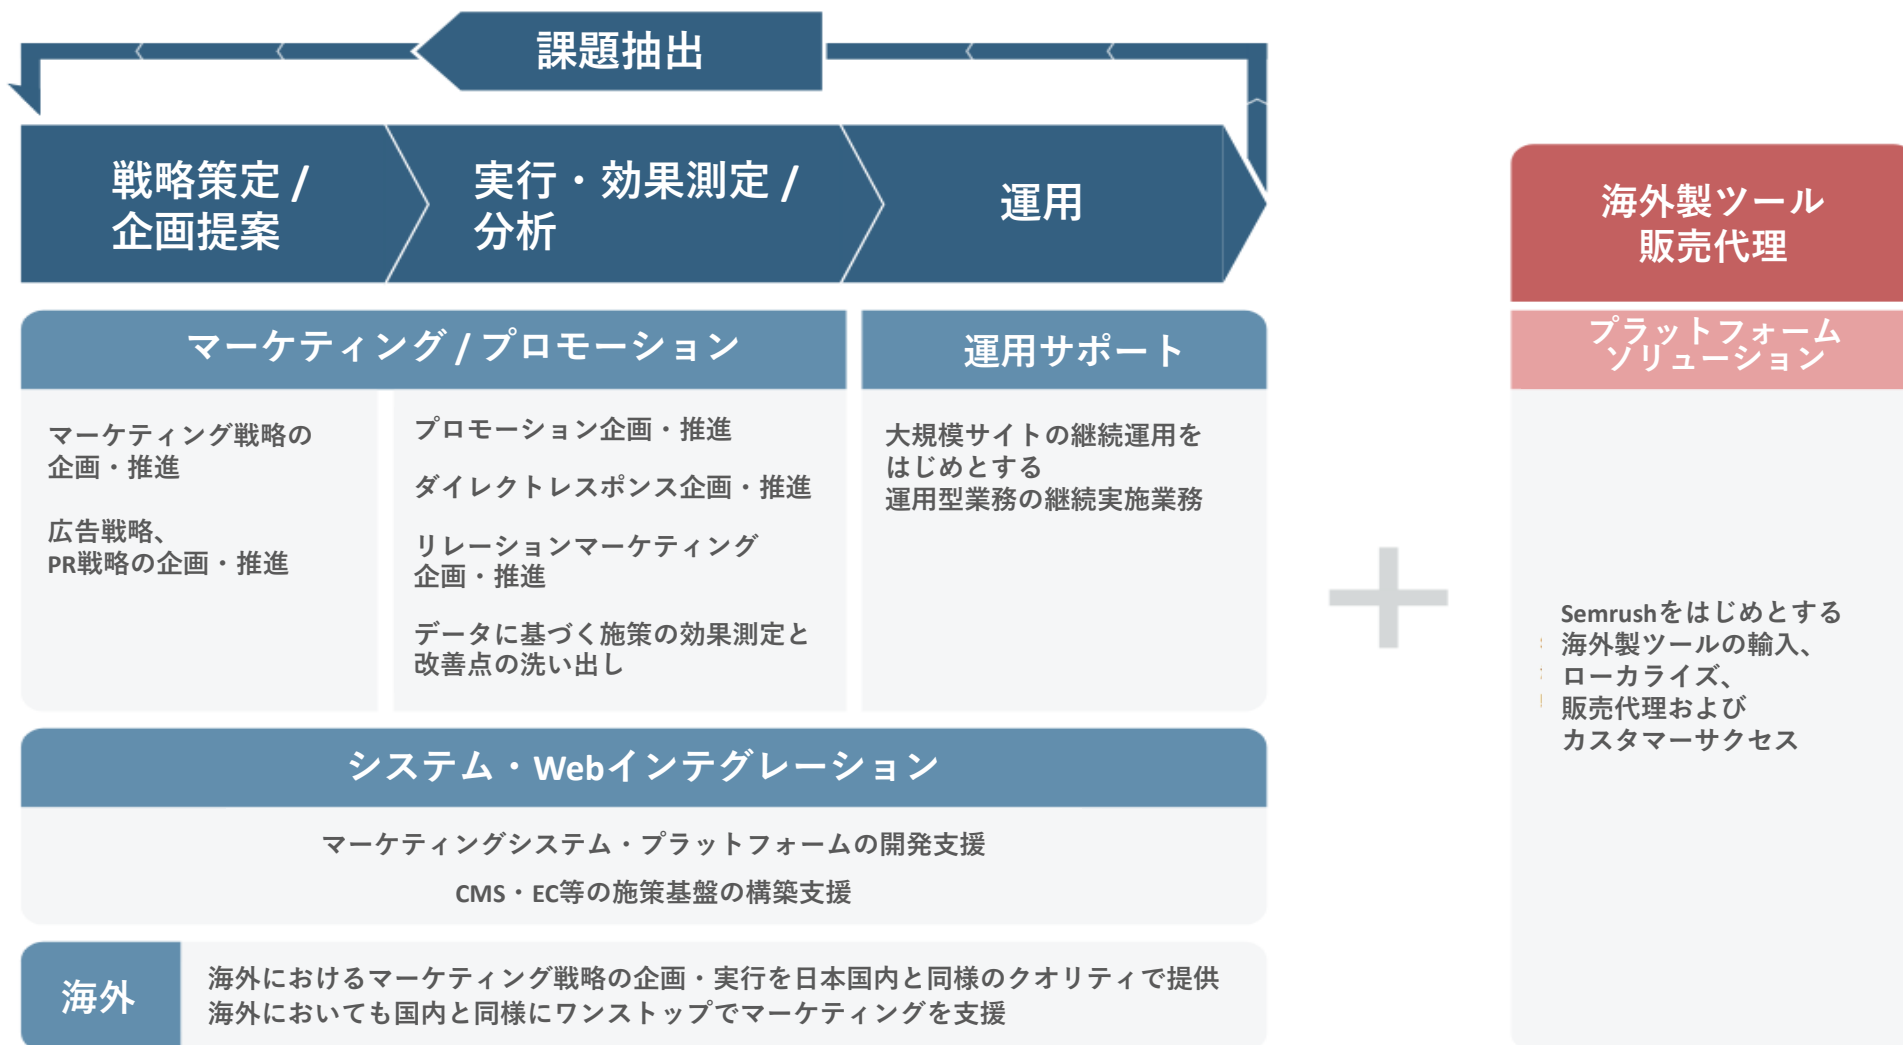 課題抽出
戦略策定 /
企画提案
実行・効果測定 /
分析
運用
マーケティング / プロモーション
運用サポート
マーケティング戦略の
企画・推進
広告戦略、
PR戦略の企画・推進
プロモーション企画・推進
ダイレクトレスポンス企画・推進
リレーションマーケティング
企画・推進
データに基づく施策の効果測定と
改善点の洗い出し
大規模サイトの継続運用を
はじめとする
運用型業務の継続実施業務
システム・Webインテグレーション
マーケティングシステム・プラットフォームの開発支援
CMS・EC等の施策基盤の構築支援
海外
海外におけるマーケティング戦略の企画・実行を日本国内と同様のクオリティで提供
海外においても国内と同様にワンストップでマーケティングを支援
海外製ツール
販売代理
プラットフォーム
ソリューション
Semrushをはじめとする
海外製ツールの輸入、
ローカライズ、
販売代理および
カスタマーサクセス